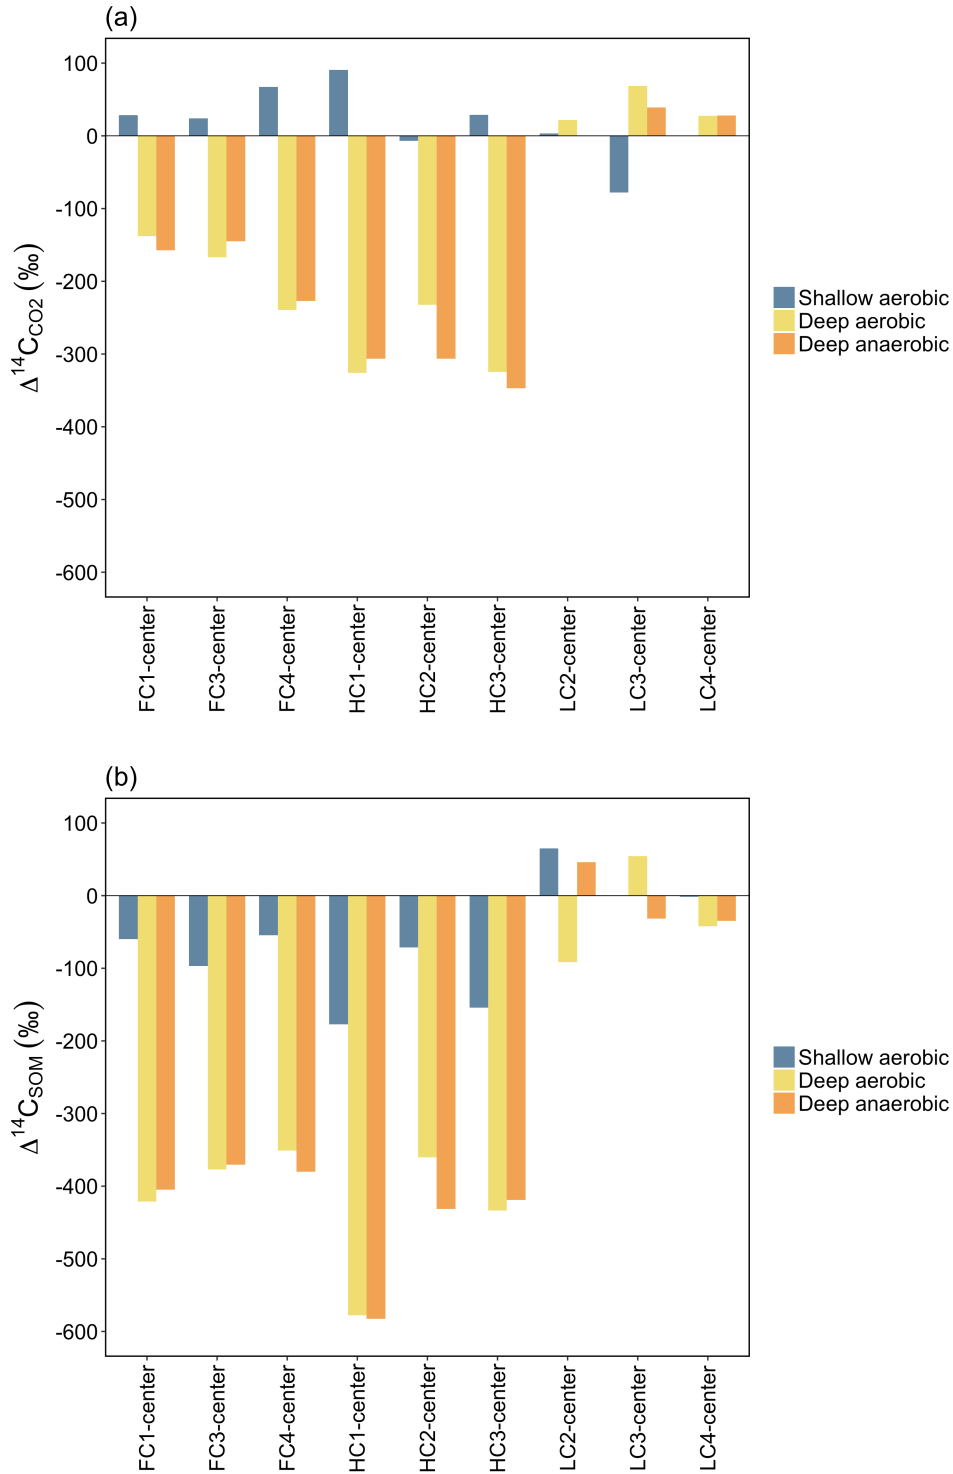 (a)
100
0
-100
-200
-300
-400
-500
-600
Δ¹⁴C_CO2 (‰)
FC1-center
FC3-center
FC4-center
HC1-center
HC2-center
HC3-center
LC2-center
LC3-center
LC4-center
Shallow aerobic
Deep aerobic
Deep anaerobic
(b)
100
0
-100
-200
-300
-400
-500
-600
Δ¹⁴C_SOM (‰)
FC1-center
FC3-center
FC4-center
HC1-center
HC2-center
HC3-center
LC2-center
LC3-center
LC4-center
Shallow aerobic
Deep aerobic
Deep anaerobic